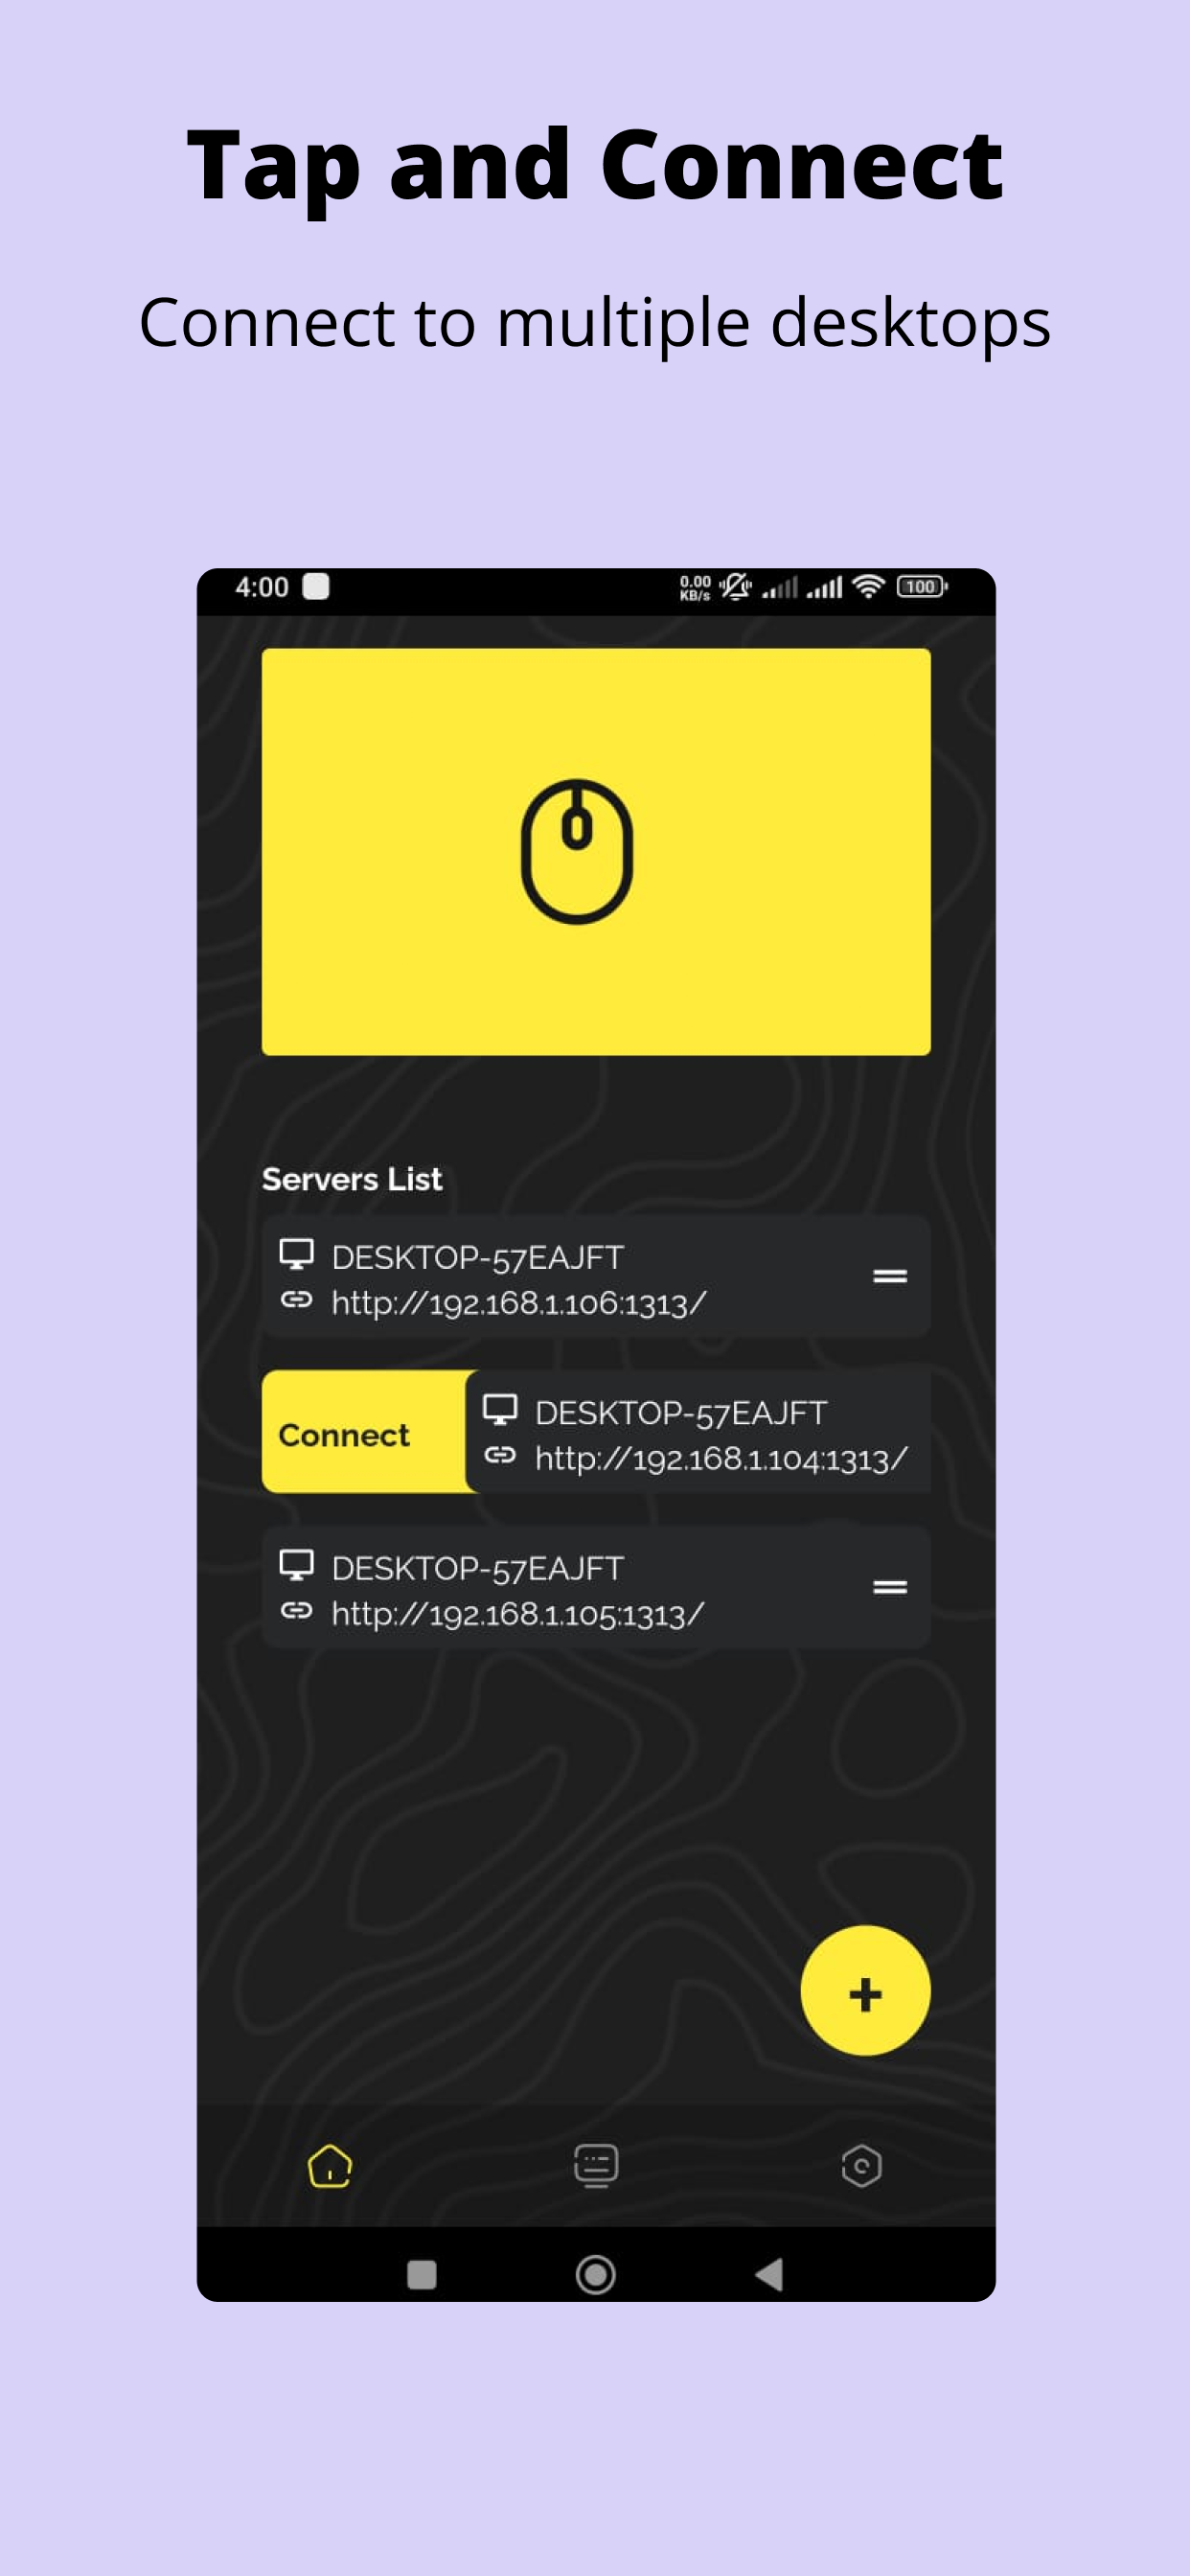 Tap and Connect
Connect to multiple desktops
4:00
0.00
KB/s
100
Servers List
DESKTOP-57EAJFT
http://192.168.1.106:1313/
Connect
DESKTOP-57EAJFT
http://192.168.1.104:1313/
DESKTOP-57EAJFT
http://192.168.1.105:1313/
+